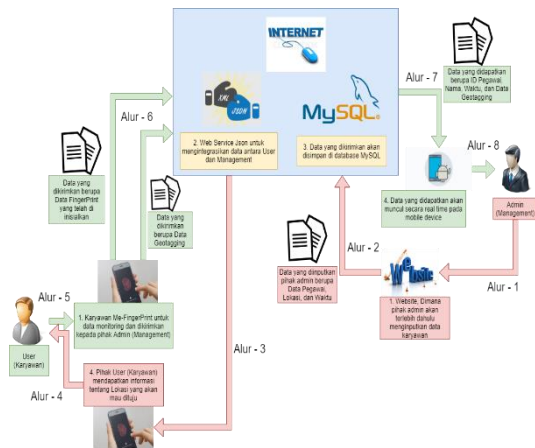 INTERNET
XML
JSON
MySQL
2. Web Service Json untuk
mengintegrasikan data antara User
dan Management
3. Data yang dikirimkan akan
disimpan di database MySQL
Alur - 7
Data yang didapatkan
berupa ID Pegawai,
Nama, Waktu, dan Data
Geotagging
Alur - 6
Alur - 8
Data yang
dikirimkan berupa
Data FingerPrint
yang telah di
inisialkan
Data yang
dikirimkan
berupa Data
Geotagging
4. Data yang didapatkan akan
muncul secara real time pada
mobile device
Admin
(Management)
Alur - 2
Data yang diinputkan
pihak admin berupa
Data Pegawai,
Lokasi, dan Waktu
Website
Alur - 1
1. Website, Dimana
pihak admin akan
terlebih dahulu
menginputkan data
karyawan
Alur - 5
1. Karyawan Me-FingerPrint untuk
data monitoring dan dikirimkan
kepada pihak Admin (Management)
User
(Karyawan)
Alur - 3
4. Pihak User (Karyawan)
mendapatkan informasi
tentang Lokasi yang akan
mau dituju
Alur - 4